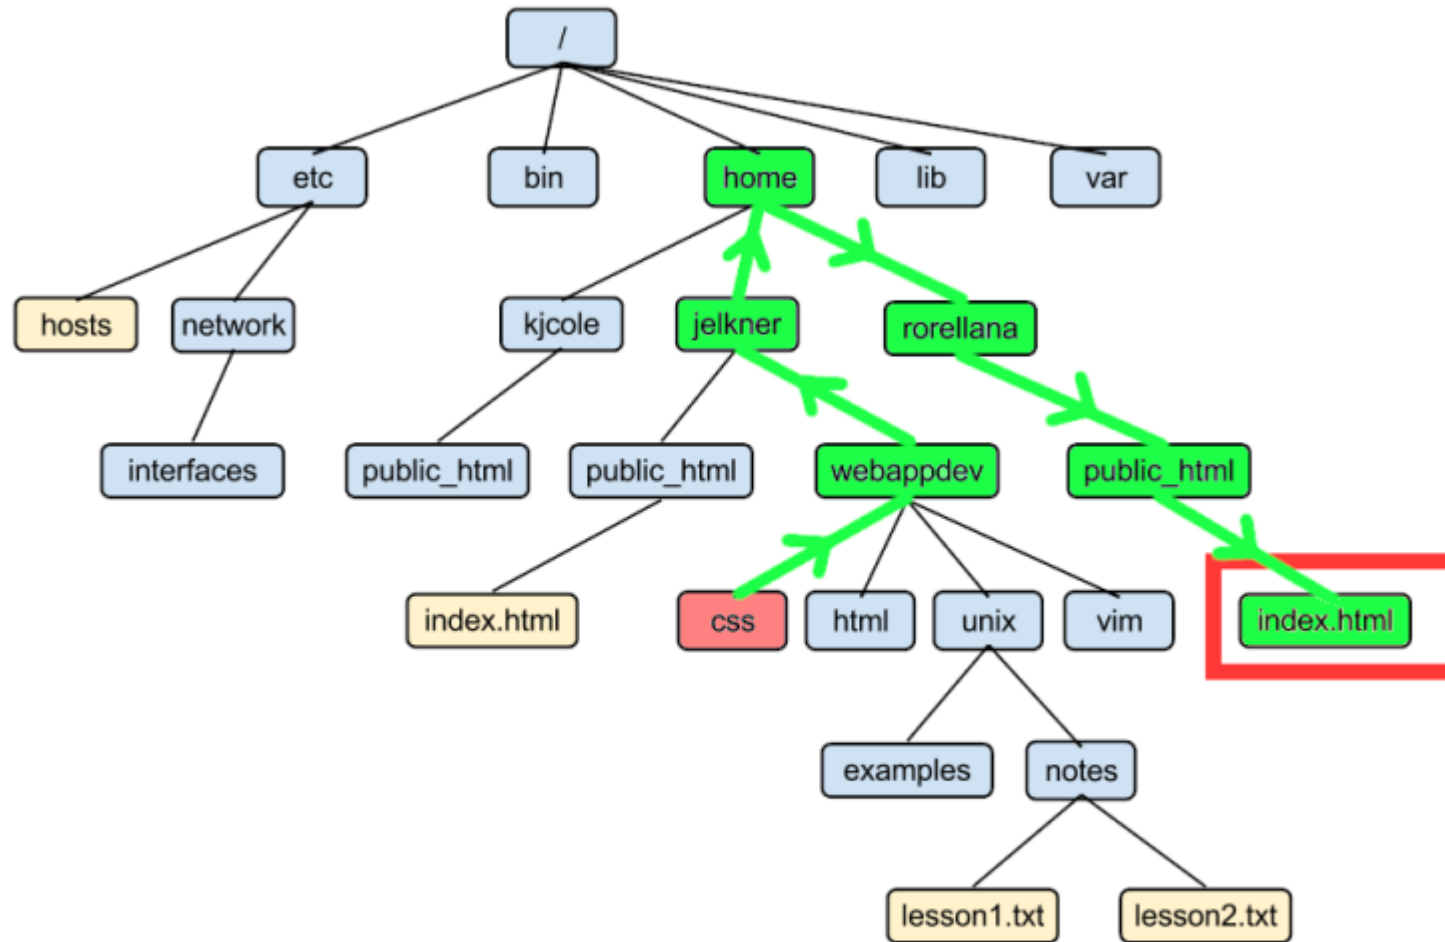 /
etc
bin
home
lib
var
hosts
network
kjcole
jelkner
rorellana
interfaces
public_html
public_html
webappdev
public_html
index.html
css
html
unix
vim
index.html
examples
notes
lesson1.txt
lesson2.txt